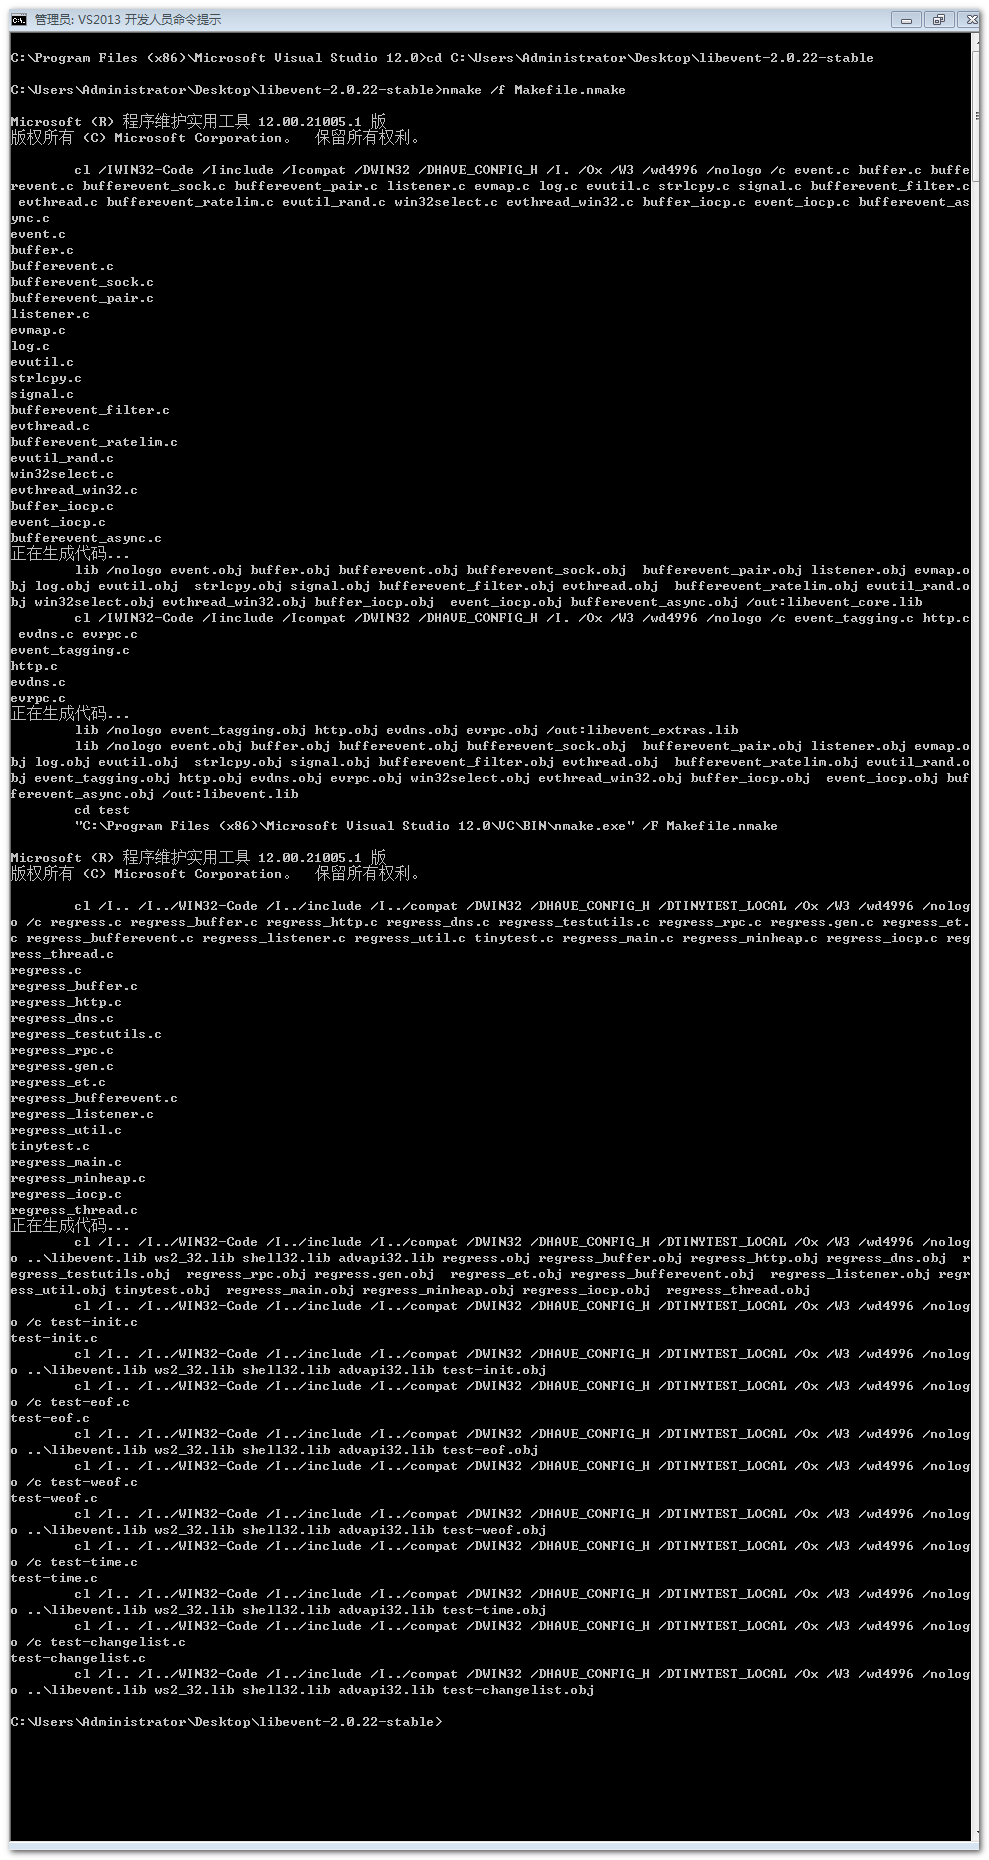 管理员: VS2013 开发人员命令提示
C:\Program Files (x86)\Microsoft Visual Studio 12.0>cd C:\Users\Administrator\Desktop\libevent-2.0.22-stable
C:\Users\Administrator\Desktop\libevent-2.0.22-stable>nmake /f Makefile.nmake
Microsoft (R) 程序维护实用工具 12.00.21005.1 版
版权所有 (C) Microsoft Corporation。  保留所有权利。
cl /IWIN32-Code /Iinclude /Icompat /DWIN32 /DHAVE_CONFIG_H /I. /Ox /W3 /wd4996 /nologo /c event.c buffer.c buffe
revent.c bufferevent_sock.c bufferevent_pair.c listener.c evmap.c log.c evutil.c strlcpy.c signal.c bufferevent_filter.c
evthread.c bufferevent_ratelim.c evutil_rand.c win32select.c evthread_win32.c buffer_iocp.c event_iocp.c bufferevent_as
ync.c
event.c
buffer.c
bufferevent.c
bufferevent_sock.c
bufferevent_pair.c
listener.c
evmap.c
log.c
evutil.c
strlcpy.c
signal.c
bufferevent_filter.c
evthread.c
bufferevent_ratelim.c
evutil_rand.c
win32select.c
evthread_win32.c
buffer_iocp.c
event_iocp.c
bufferevent_async.c
正在生成代码...
lib /nologo event.obj buffer.obj bufferevent.obj bufferevent_sock.obj  bufferevent_pair.obj listener.obj evmap.o
bj log.obj evutil.obj  strlcpy.obj signal.obj bufferevent_filter.obj evthread.obj  bufferevent_ratelim.obj evutil_rand.o
bj win32select.obj evthread_win32.obj buffer_iocp.obj  event_iocp.obj bufferevent_async.obj /out:libevent_core.lib
cl /IWIN32-Code /Iinclude /Icompat /DWIN32 /DHAVE_CONFIG_H /I. /Ox /W3 /wd4996 /nologo /c event_tagging.c http.c
evdns.c evrpc.c
event_tagging.c
http.c
evdns.c
evrpc.c
正在生成代码...
lib /nologo event_tagging.obj http.obj evdns.obj evrpc.obj /out:libevent_extras.lib
lib /nologo event.obj buffer.obj bufferevent.obj bufferevent_sock.obj  bufferevent_pair.obj listener.obj evmap.o
bj log.obj evutil.obj  strlcpy.obj signal.obj bufferevent_filter.obj evthread.obj  bufferevent_ratelim.obj evutil_rand.o
bj event_tagging.obj http.obj evdns.obj evrpc.obj win32select.obj evthread_win32.obj buffer_iocp.obj  event_iocp.obj buf
ferevent_async.obj /out:libevent.lib
cd test
"C:\Program Files (x86)\Microsoft Visual Studio 12.0\VC\BIN\nmake.exe" /F Makefile.nmake
Microsoft (R) 程序维护实用工具 12.00.21005.1 版
版权所有 (C) Microsoft Corporation。  保留所有权利。
cl /I.. /I../WIN32-Code /I../include /I../compat /DWIN32 /DHAVE_CONFIG_H /DTINYTEST_LOCAL /Ox /W3 /wd4996 /nolog
o /c regress.c regress_buffer.c regress_http.c regress_dns.c regress_testutils.c regress_rpc.c regress.gen.c regress_et.
c regress_bufferevent.c regress_listener.c regress_util.c tinytest.c regress_main.c regress_minheap.c regress_iocp.c reg
ress_thread.c
regress.c
regress_buffer.c
regress_http.c
regress_dns.c
regress_testutils.c
regress_rpc.c
regress.gen.c
regress_et.c
regress_bufferevent.c
regress_listener.c
regress_util.c
tinytest.c
regress_main.c
regress_minheap.c
regress_iocp.c
regress_thread.c
正在生成代码...
cl /I.. /I../WIN32-Code /I../include /I../compat /DWIN32 /DHAVE_CONFIG_H /DTINYTEST_LOCAL /Ox /W3 /wd4996 /nolog
o ..\libevent.lib ws2_32.lib shell32.lib advapi32.lib regress.obj regress_buffer.obj regress_http.obj regress_dns.obj  r
egress_testutils.obj  regress_rpc.obj regress.gen.obj  regress_et.obj regress_bufferevent.obj  regress_listener.obj regr
ess_util.obj tinytest.obj  regress_main.obj regress_minheap.obj regress_iocp.obj  regress_thread.obj
cl /I.. /I../WIN32-Code /I../include /I../compat /DWIN32 /DHAVE_CONFIG_H /DTINYTEST_LOCAL /Ox /W3 /wd4996 /nolog
o /c test-init.c
test-init.c
cl /I.. /I../WIN32-Code /I../include /I../compat /DWIN32 /DHAVE_CONFIG_H /DTINYTEST_LOCAL /Ox /W3 /wd4996 /nolog
o ..\libevent.lib ws2_32.lib shell32.lib advapi32.lib test-init.obj
cl /I.. /I../WIN32-Code /I../include /I../compat /DWIN32 /DHAVE_CONFIG_H /DTINYTEST_LOCAL /Ox /W3 /wd4996 /nolog
o /c test-eof.c
test-eof.c
cl /I.. /I../WIN32-Code /I../include /I../compat /DWIN32 /DHAVE_CONFIG_H /DTINYTEST_LOCAL /Ox /W3 /wd4996 /nolog
o ..\libevent.lib ws2_32.lib shell32.lib advapi32.lib test-eof.obj
cl /I.. /I../WIN32-Code /I../include /I../compat /DWIN32 /DHAVE_CONFIG_H /DTINYTEST_LOCAL /Ox /W3 /wd4996 /nolog
o /c test-weof.c
test-weof.c
cl /I.. /I../WIN32-Code /I../include /I../compat /DWIN32 /DHAVE_CONFIG_H /DTINYTEST_LOCAL /Ox /W3 /wd4996 /nolog
o ..\libevent.lib ws2_32.lib shell32.lib advapi32.lib test-weof.obj
cl /I.. /I../WIN32-Code /I../include /I../compat /DWIN32 /DHAVE_CONFIG_H /DTINYTEST_LOCAL /Ox /W3 /wd4996 /nolog
o /c test-time.c
test-time.c
cl /I.. /I../WIN32-Code /I../include /I../compat /DWIN32 /DHAVE_CONFIG_H /DTINYTEST_LOCAL /Ox /W3 /wd4996 /nolog
o ..\libevent.lib ws2_32.lib shell32.lib advapi32.lib test-time.obj
cl /I.. /I../WIN32-Code /I../include /I../compat /DWIN32 /DHAVE_CONFIG_H /DTINYTEST_LOCAL /Ox /W3 /wd4996 /nolog
o /c test-changelist.c
test-changelist.c
cl /I.. /I../WIN32-Code /I../include /I../compat /DWIN32 /DHAVE_CONFIG_H /DTINYTEST_LOCAL /Ox /W3 /wd4996 /nolog
o ..\libevent.lib ws2_32.lib shell32.lib advapi32.lib test-changelist.obj
C:\Users\Administrator\Desktop\libevent-2.0.22-stable>